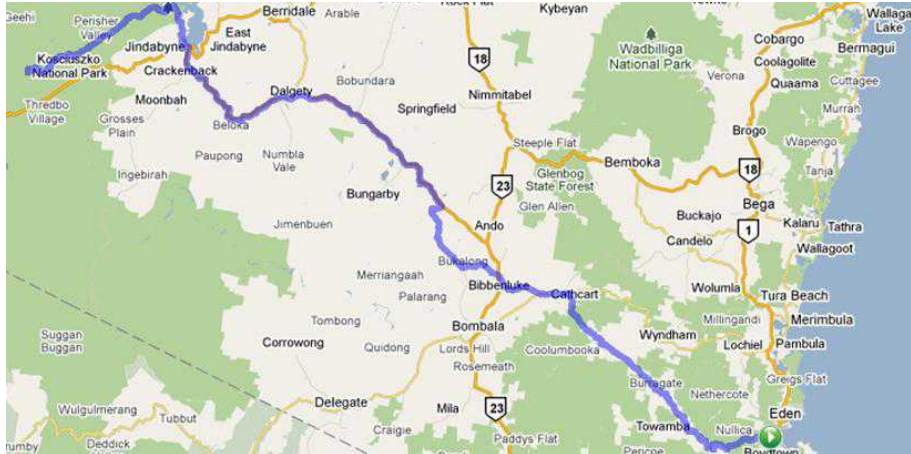 Geehi
Perisher
Valley
Berridale
Arable
Kybeyan
Wallaga
Lake
Jindabyne
East
Jindabyne
18
Wadbilliga
National Park
Cobargo
Bermagui
Kosciuszko
National Park
Crackenback
Coolagolite
Cuttagee
Bobundara
Verona
Quaama
Thredbo
Village
Moonbah
Dalgety
Springfield
Nimmitabel
Murrah
Grosses
Plain
Beloka
Brogo
Wapengo
Steeple Flat
Paupong
Numbla
Vale
Bemboka
Glenbog
State Forest
18
Tanja
Ingebirah
Bungarby
23
Glen Allen
Bega
Buckajo
Kalaru
Tathra
Jimenbuen
Ando
1
Candelo
Wallagoot
Bukalong
Merriangaah
Bibbenluke
Cathcart
Wolumla
Tura Beach
Palarang
Tombong
Bombala
Millingandi
Merimbula
Suggan
Buggan
Wyndham
Lochiel
Pambula
Corrowong
Quidong
Lords Hill
Coolumbooka
Rosemeath
Greigs Flat
Burragate
Nethercote
Delegate
Mila
23
Eden
Wulgulmerang
Tubbut
Towamba
Nullica
Craigie
Deddick
Paddys Flat
Pericoe
Boydtown